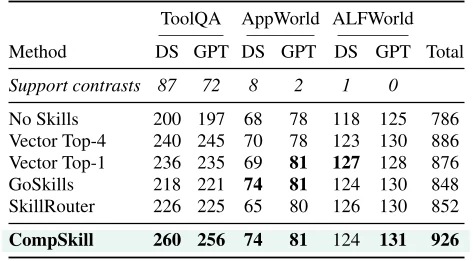 ToolQA AppWorld ALFWorld
Method DS GPT DS GPT DS GPT Total
Support contrasts 87 72 8 2 1 0
No Skills 200 197 68 78 118 125 786
Vector Top-4 240 245 70 78 123 130 886
Vector Top-1 236 235 69 81 127 128 876
GoSkills 218 221 74 81 124 130 848
SkillRouter 226 225 65 80 126 130 852
CompSkill 260 256 74 81 124 131 926